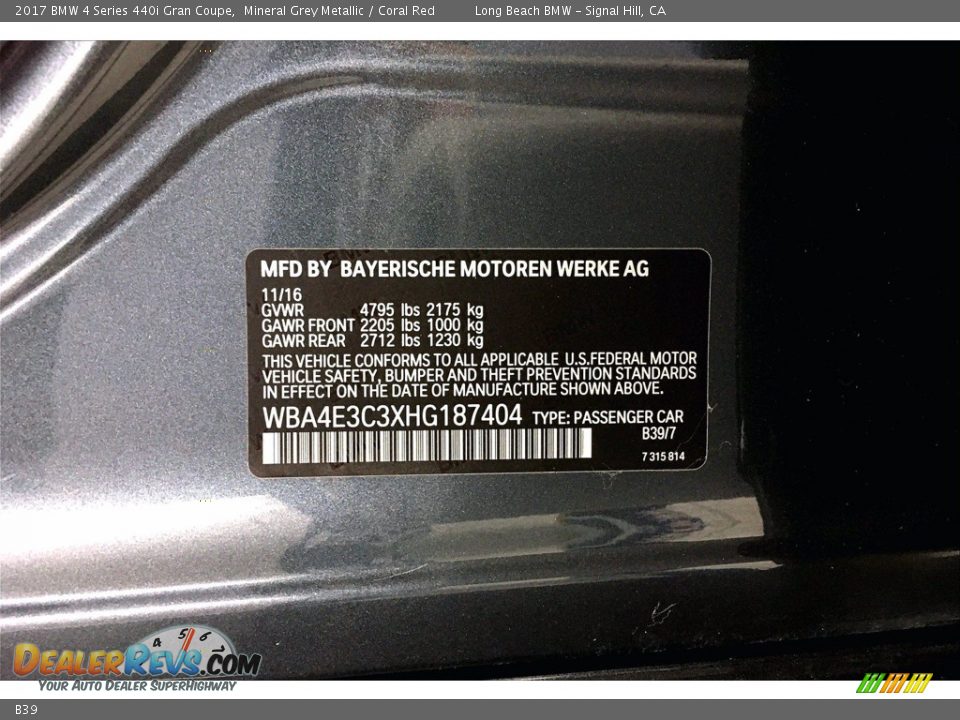 2017 BMW 4 Series 440i Gran Coupe, Mineral Grey Metallic / Coral Red Long Beach BMW - Signal Hill, CA
MFD BY BAYERISCHE MOTOREN WERKE AG
11/16
GVWR 4795 lbs 2175 kg
GAWR FRONT 2205 lbs 1000 kg
GAWR REAR 2712 lbs 1230 kg
THIS VEHICLE CONFORMS TO ALL APPLICABLE U.S.FEDERAL MOTOR
VEHICLE SAFETY, BUMPER AND THEFT PREVENTION STANDARDS
IN EFFECT ON THE DATE OF MANUFACTURE SHOWN ABOVE.
WBA4E3C3XHG187404 TYPE: PASSENGER CAR
B39/7
7 315 814
4 5 6 7
DEALERREVS.COM
YOUR AUTO DEALER SUPERHIGHWAY
B39